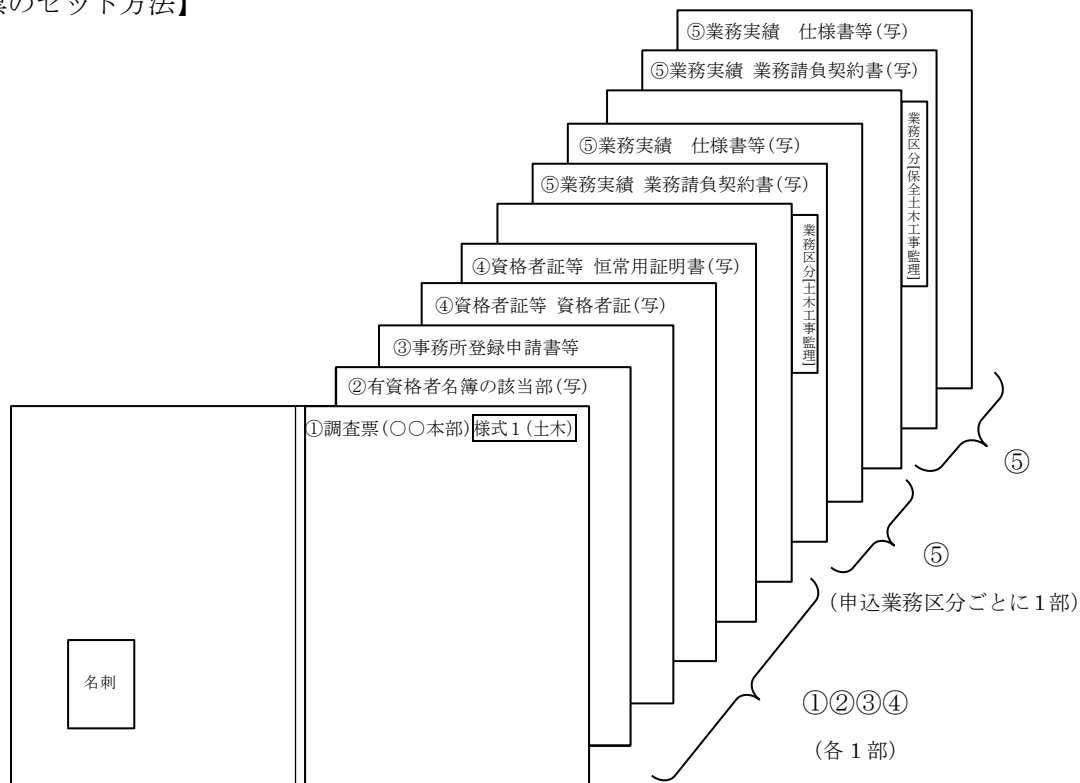 のセット方法】
⑤業務実績　仕様書等(写)
⑤業務実績 業務請負契約書(写)
業務区分[保全土木工事監理]
⑤業務実績　仕様書等(写)
⑤業務実績 業務請負契約書(写)
業務区分[土木工事監理]
④資格者証等 恒常用証明書(写)
④資格者証等 資格者証(写)
③事務所登録申請書等
②有資格者名簿の該当部(写)
①調査票(○○本部)様式１(土木)
名刺
⑤
⑤
(申込業務区分ごとに１部)
①②③④
(各１部)